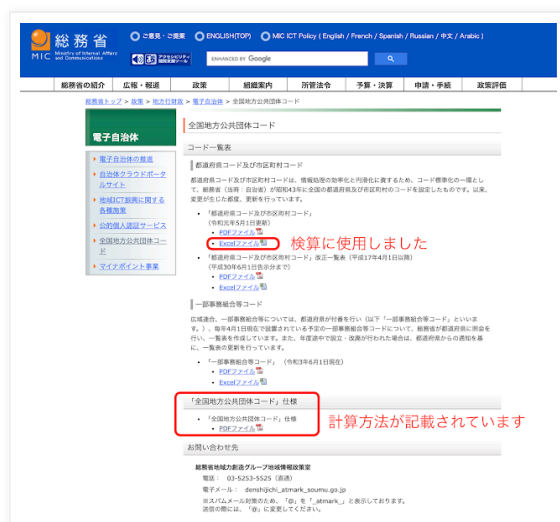 総務省
MIC Ministry of Internal Affairs and Communications
ご意見・ご提案 ENGLISH(TOP) MIC ICT Policy ( English / French / Spanish / Russian / 中文 / Arabic )
アクセシビリティ閲覧支援ツール ENHANCED BY Google
総務省の紹介 広報・報道 政策 組織案内 所管法令 予算・決算 申請・手続 政策評価
総務省トップ > 政策 > 地方行財政 > 電子自治体 > 全国地方公共団体コード
電子自治体
電子自治体の推進
自治体クラウドポータルサイト
地域ICT振興に関する各種施策
公的個人認証サービス
全国地方公共団体コード
マイナポイント事業
全国地方公共団体コード
コード一覧表
都道府県コード及び市区町村コード
都道府県コード及び市区町村コードは、情報処理の効率化と円滑化に資するため、コード標準化の一環とし
て、総務省（当時：自治省）が昭和43年に全国の都道府県及び市区町村のコードを設定したものです。以来、
変更が生じた都度、更新を行っています。
「都道府県コード及び市区町村コード」
（令和元年5月1日更新）
PDFファイル
Excelファイル
検算に使用しました
「都道府県コード及び市区町村コード」改正一覧表（平成17年4月1日以降）
（平成30年6月1日告示分まで）
PDFファイル
Excelファイル
一部事務組合等コード
広域連合、一部事務組合等については、都道府県が付番を行い（以下「一部事務組合等コード」といいま
す。）、毎年4月1日現在で設置されている予定の一部事務組合等コードについて、総務省が都道府県に照会を
行い、一覧表を作成しています。また、年度途中で設立・改廃が行われた場合は、都道府県からの通知を基
に、一覧表の更新を行っています。
「一部事務組合等コード」 （令和3年6月1日現在）
PDFファイル
Excelファイル
「全国地方公共団体コード」仕様
「全国地方公共団体コード」仕様
PDFファイル
計算方法が記載されています
お問い合わせ先
総務省地域力創造グループ地域情報政策室
電話： 03-5253-5525（直通）
電子メール： denshijichi_atmark_soumu.go.jp
※スパムメール対策のため、「@」を「_atmark_」と表示しております。
送信の際には、「@」に変更してください。